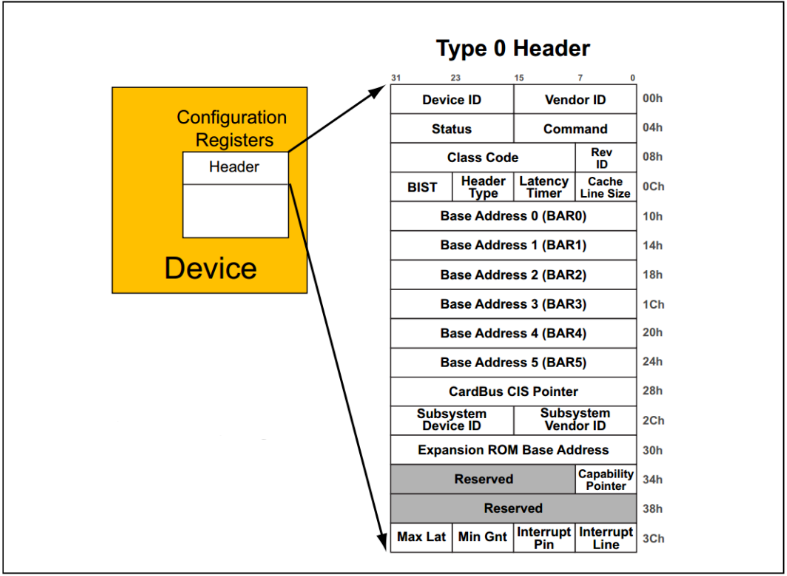 Type 0 Header
31 23 15 7 0
Configuration
Registers
Header
Device
Device ID Vendor ID 00h
Status Command 04h
Class Code Rev
ID 08h
BIST Header
Type Latency
Timer Cache
Line Size 0Ch
Base Address 0 (BAR0) 10h
Base Address 1 (BAR1) 14h
Base Address 2 (BAR2) 18h
Base Address 3 (BAR3) 1Ch
Base Address 4 (BAR4) 20h
Base Address 5 (BAR5) 24h
CardBus CIS Pointer 28h
Subsystem
Device ID Subsystem
Vendor ID 2Ch
Expansion ROM Base Address 30h
Reserved Capability
Pointer 34h
Reserved 38h
Max Lat Min Gnt Interrupt
Pin Interrupt
Line 3Ch